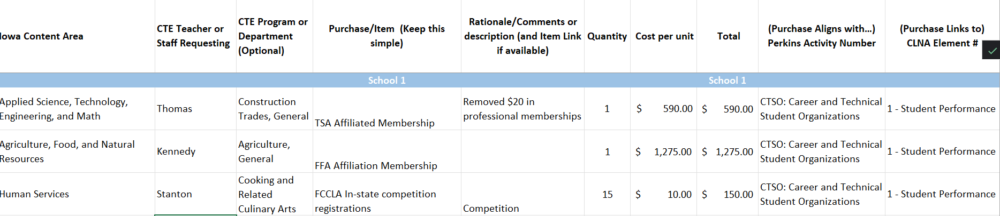 Iowa Content Area
CTE Teacher or
Staff Requesting
CTE Program or
Department
(Optional)
Purchase/Item  (Keep this
simple)
Rationale/Comments or
description (and Item Link
if available)
Quantity
Cost per unit
Total
(Purchase Aligns with...)
Perkins Activity Number
(Purchase Links to)
CLNA Element #
School 1
School 1
Applied Science, Technology,
Engineering, and Math
Thomas
Construction
Trades, General
TSA Affiliated Membership
Removed $20 in
professional memberships
1
$ 590.00
$ 590.00
CTSO: Career and Technical
Student Organizations
1 - Student Performance
Agriculture, Food, and Natural
Resources
Kennedy
Agriculture,
General
FFA Affiliation Membership
1
$ 1,275.00
$ 1,275.00
CTSO: Career and Technical
Student Organizations
1 - Student Performance
Human Services
Stanton
Cooking and
Related
Culinary Arts
FCCLA In-state competition
registrations
Competition
15
$ 10.00
$ 150.00
CTSO: Career and Technical
Student Organizations
1 - Student Performance